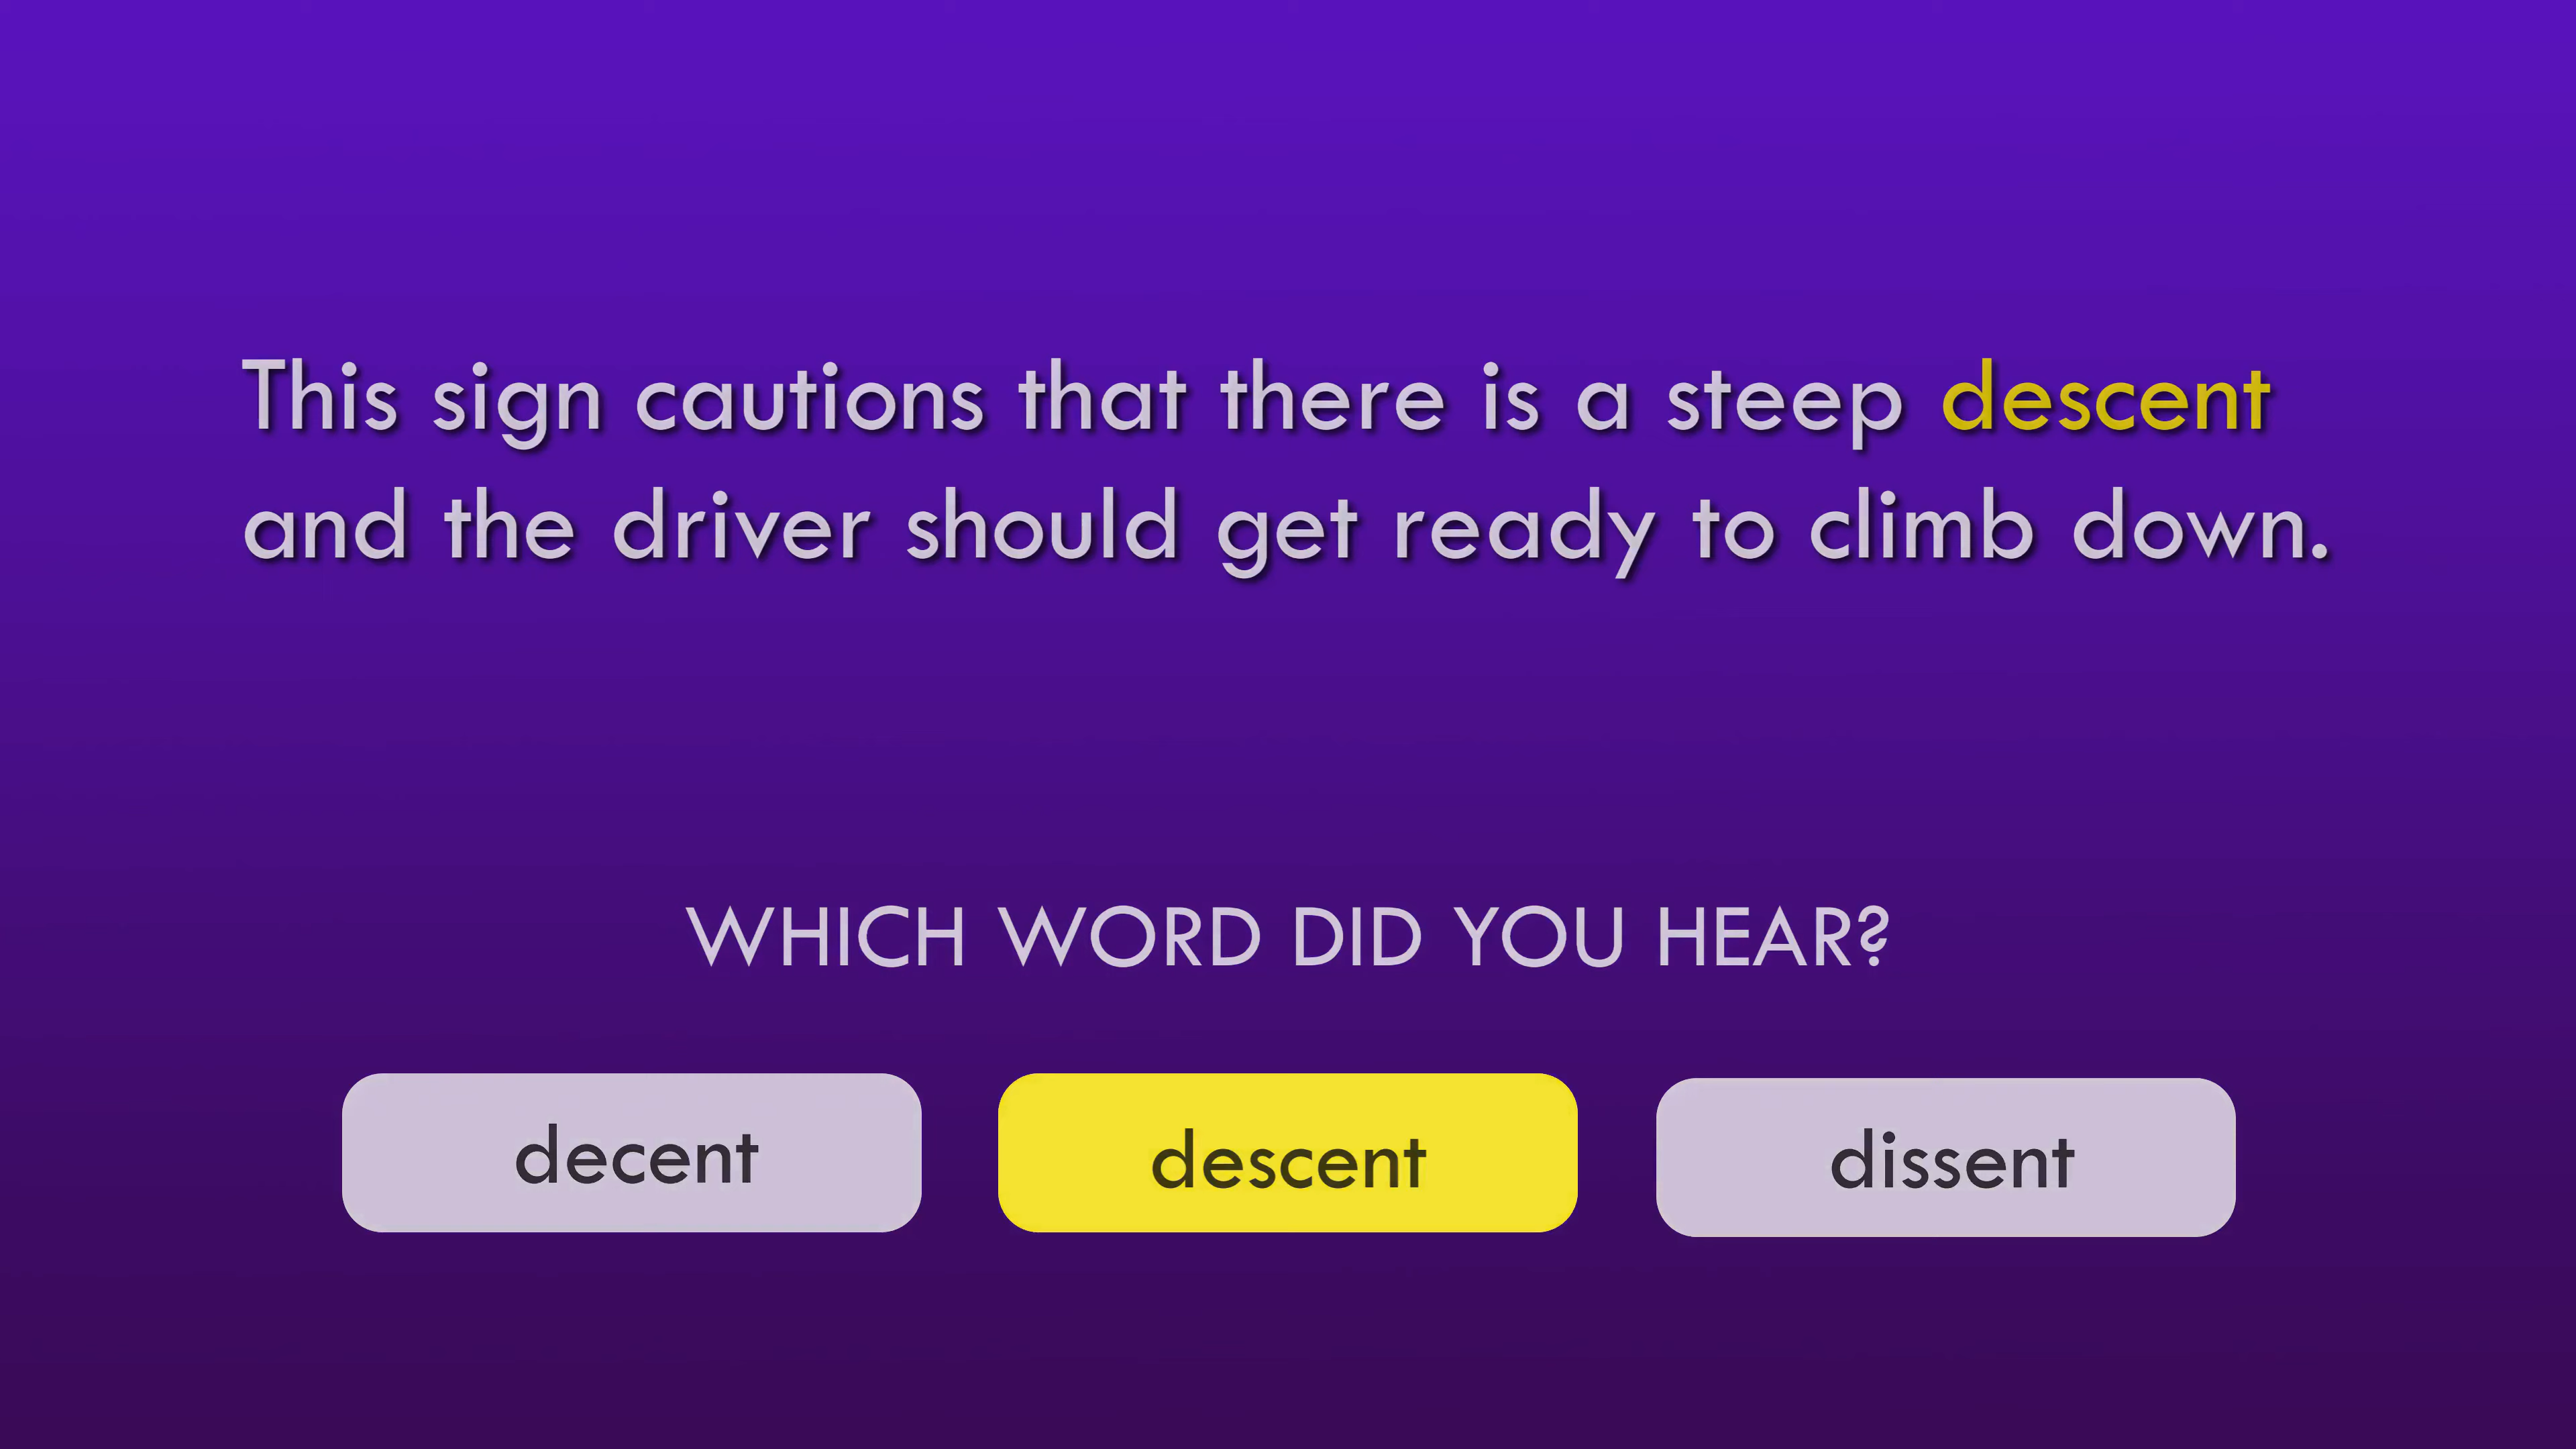 This sign cautions that there is a steep descent
and the driver should get ready to climb down.
WHICH WORD DID YOU HEAR?
decent
descent
dissent